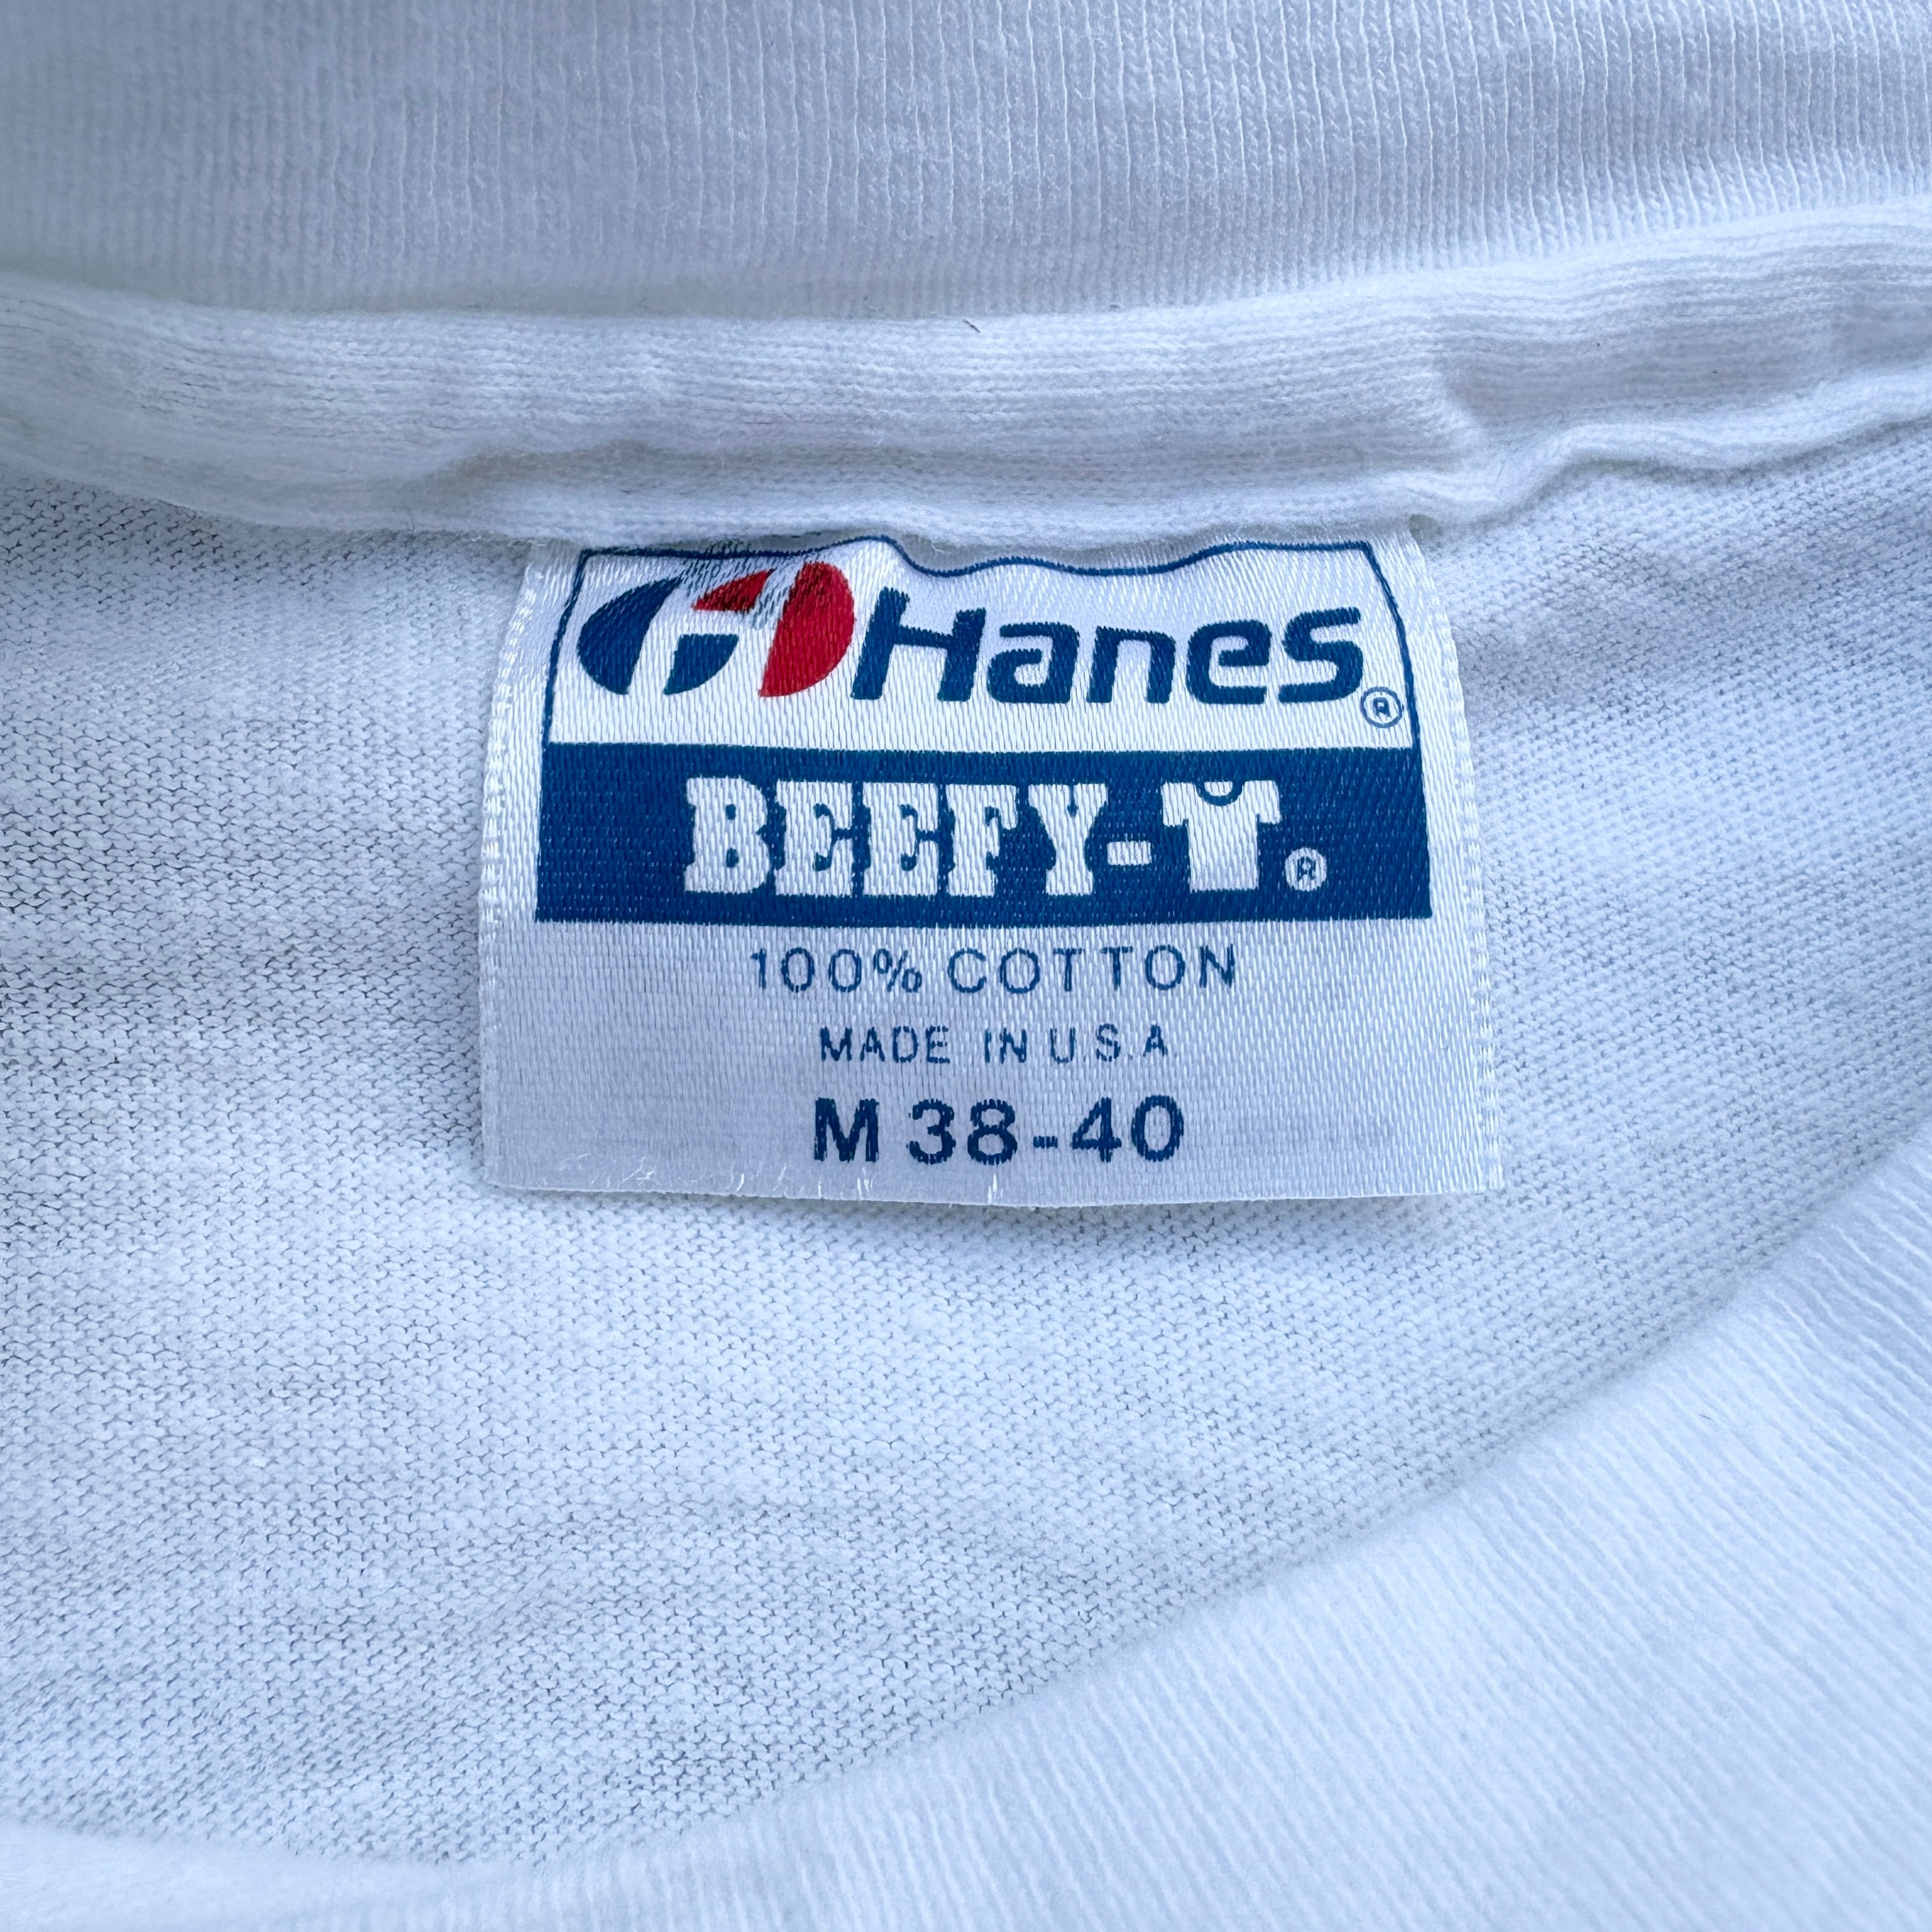 Hanes®
BEEFY-T®
100% COTTON
MADE IN U.S.A.
M 38-40